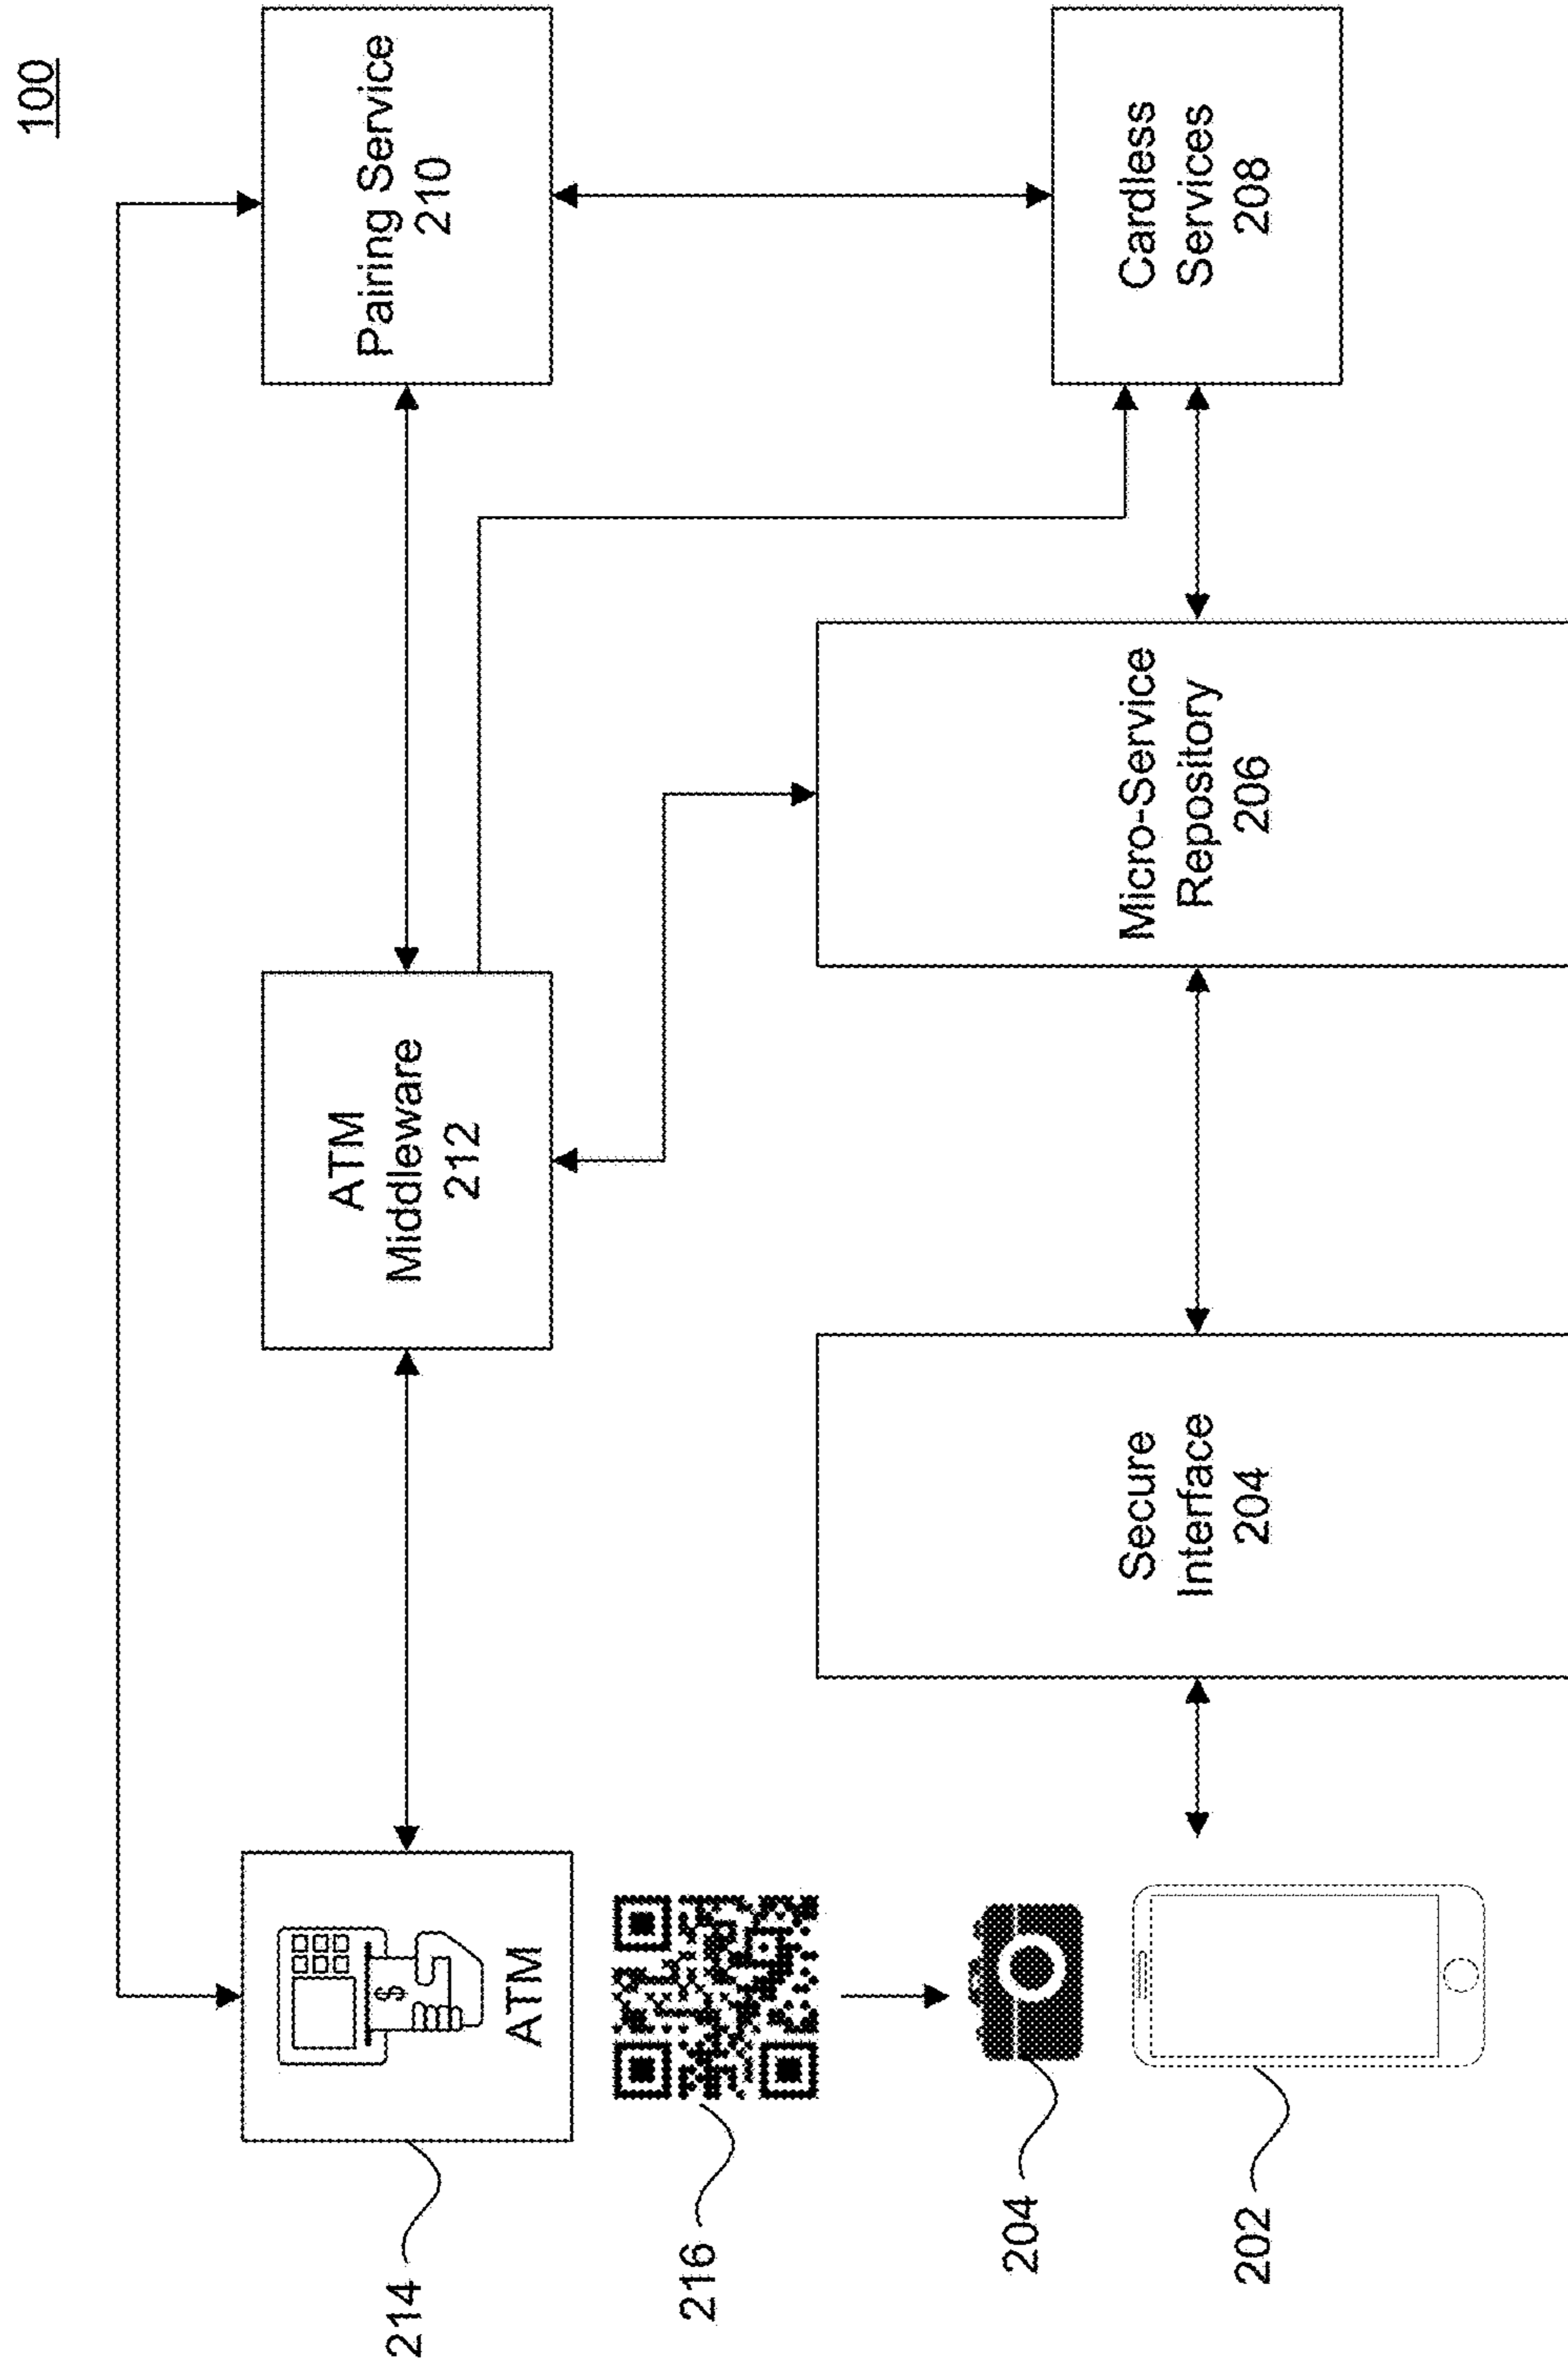 100
Pairing Service
210
ATM
Middleware
212
ATM
214
216
204
202
Secure
Interface
204
Micro-Service
Repository
206
Cardless
Services
208
$